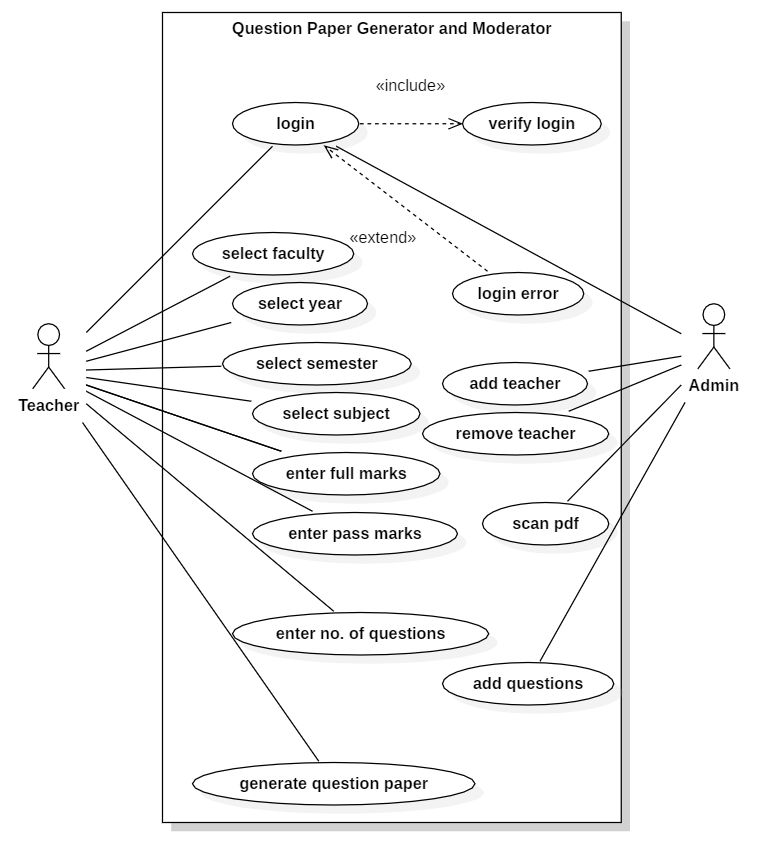 Question Paper Generator and Moderator
«include»
login
verify login
«extend»
select faculty
login error
select year
select semester
add teacher
Teacher
Admin
select subject
remove teacher
enter full marks
enter pass marks
scan pdf
enter no. of questions
add questions
generate question paper